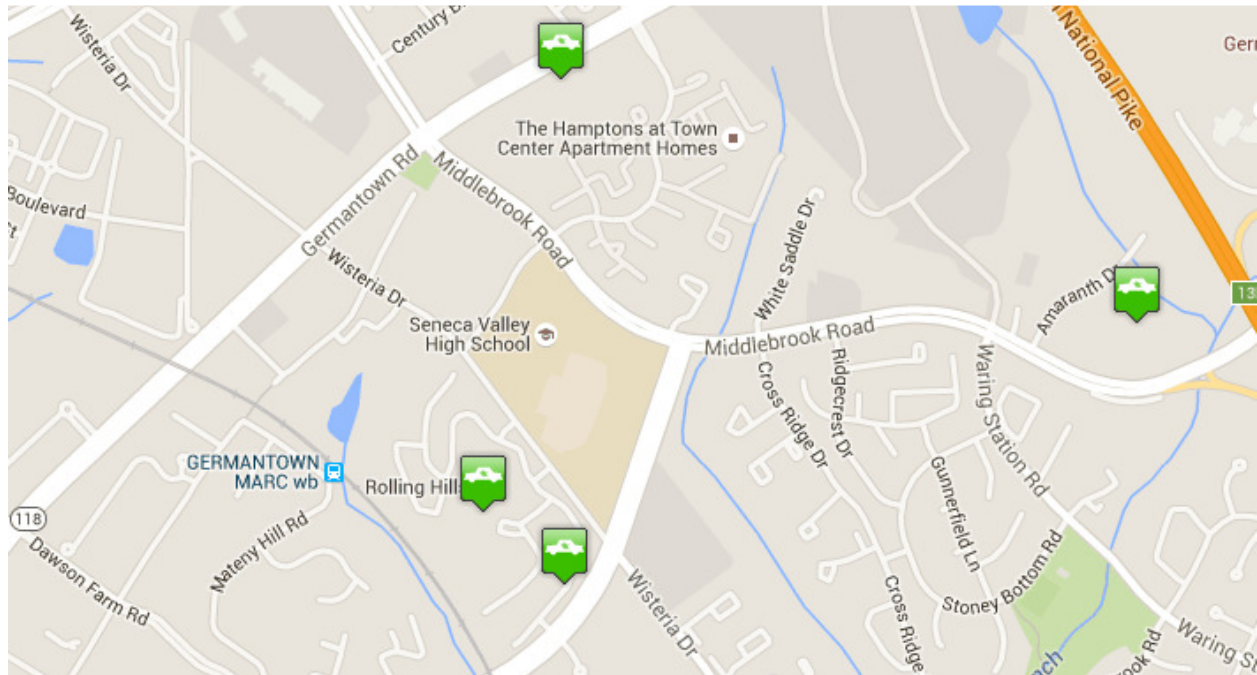 Wisteria Dr
Century B
National Pike
Ger
The Hamptons at Town
Center Apartment Homes
Germantown Rd
Middlebrook Road
Boulevard
Ct
Wisteria Dr
White Saddle Dr
Amaranth D
13
Seneca Valley
High School
Middlebrook Road
Cross Ridge Dr
Ridgecrest Dr
Waring Station Rd
GERMANTOWN
MARC wb
Rolling Hills
Gunnerfield Ln
118
Mateny Hill Rd
Dawson Farm Rd
Wisteria Dr
Cross Ridge
Stoney Bottom Rd
Waring St